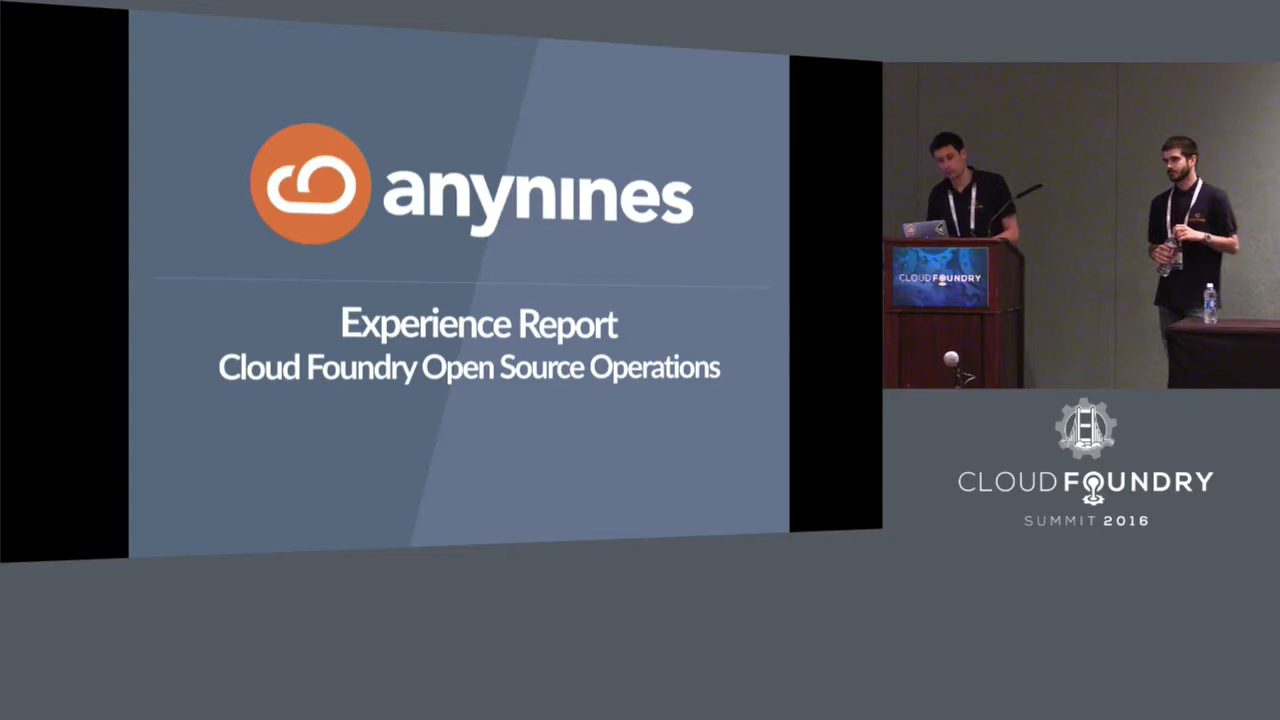 anynines
Experience Report
Cloud Foundry Open Source Operations
CLOUD FOUNDRY
CLOUD FOUNDRY
SUMMIT 2016